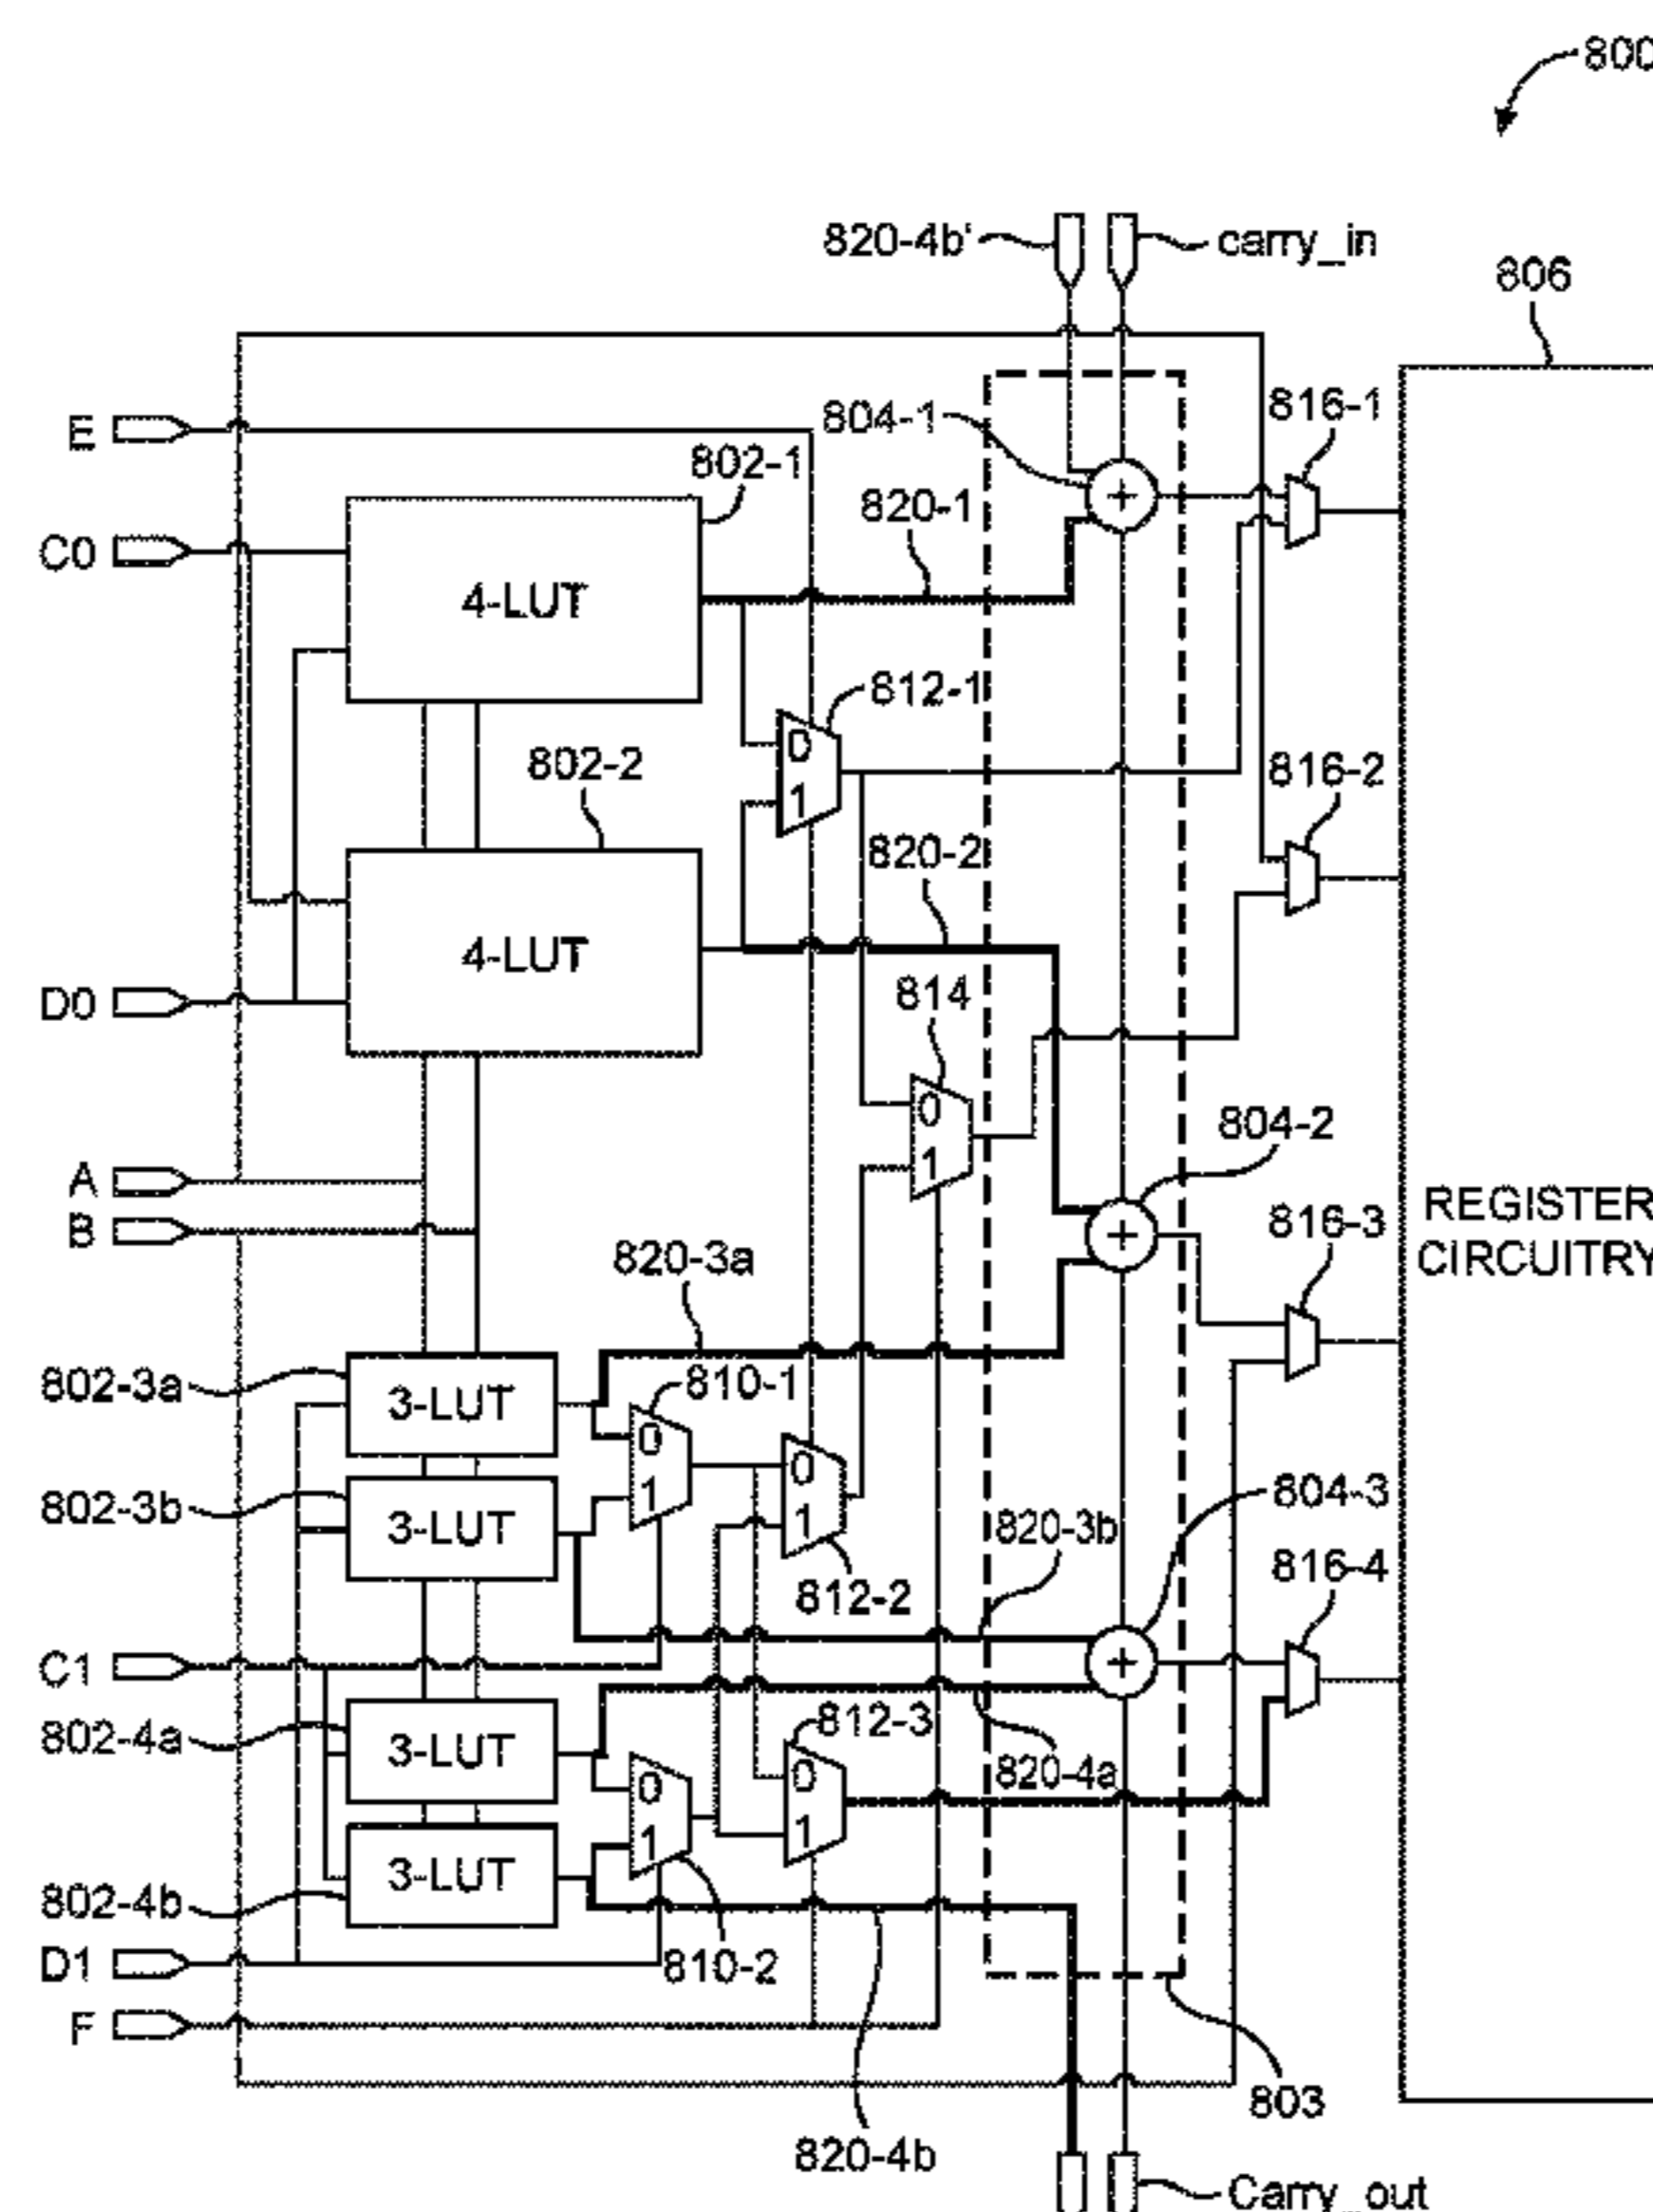 800
820-4b'
carry_in
806
E
804-1
816-1
802-1
820-1
C0
4-LUT
812-1
0
1
802-2
816-2
820-2
4-LUT
814
D0
0
1
804-2
A
B
REGISTER
CIRCUITRY
816-3
820-3a
802-3a
3-LUT
810-1
0
1
0
1
802-3b
3-LUT
804-3
820-3b
816-4
812-2
C1
802-4a
3-LUT
812-3
0
1
820-4a
0
1
802-4b
3-LUT
D1
810-2
F
803
820-4b
Carry_out